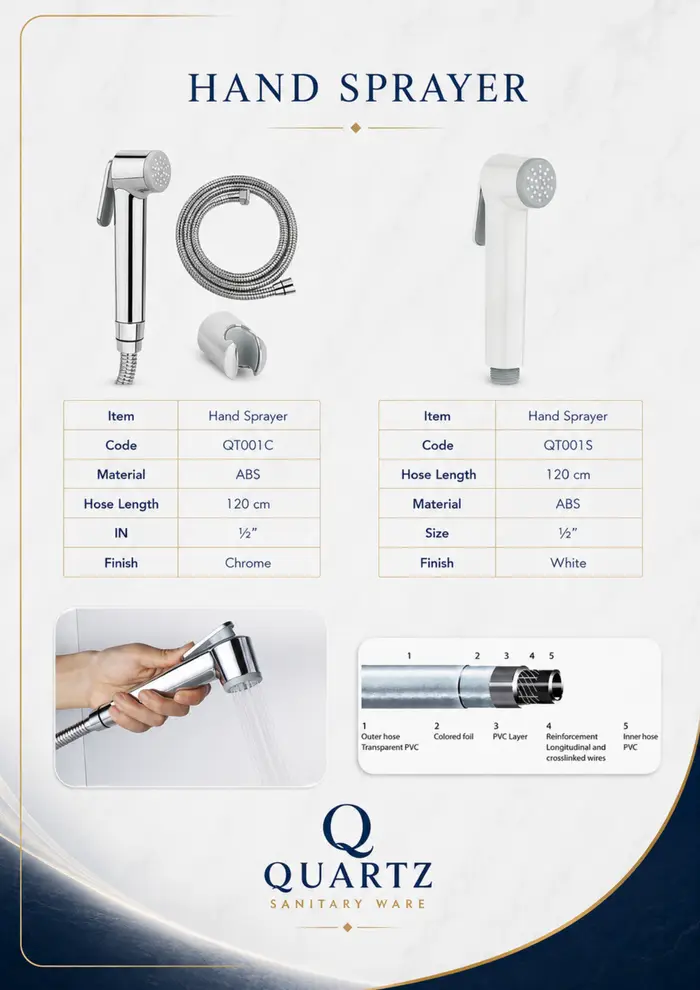 HAND SPRAYER
Item Hand Sprayer
Code QT001C
Material ABS
Hose Length 120 cm
IN ½"
Finish Chrome
Item Hand Sprayer
Code QT001S
Hose Length 120 cm
Material ABS
Size ½"
Finish White
1 2 3 4 5
1
Outer hose
Transparent PVC
2
Colored foil
3
PVC Layer
4
Reinforcement
Longitudinal and
crosslinked wires
5
Inner hose
PVC
Q
QUARTZ
SANITARY WARE